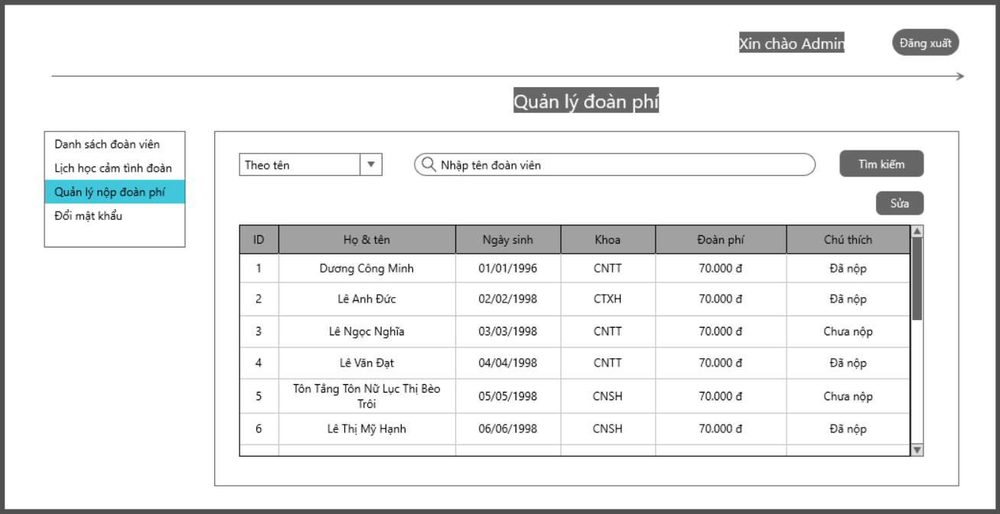 Xin chào Admin
Đăng xuất
Quản lý đoàn phí
Danh sách đoàn viên
Lịch học cảm tình đoàn
Quản lý nộp đoàn phí
Đổi mật khẩu
Theo tên
Nhập tên đoàn viên
Tìm kiếm
Sửa
ID Họ & tên Ngày sinh Khoa Đoàn phí Chú thích
1 Dương Công Minh 01/01/1996 CNTT 70.000 đ Đã nộp
2 Lê Anh Đức 02/02/1998 CTXH 70.000 đ Đã nộp
3 Lê Ngọc Nghĩa 03/03/1998 CNTT 70.000 đ Chưa nộp
4 Lê Văn Đạt 04/04/1998 CNTT 70.000 đ Đã nộp
5 Tôn Tằng Tôn Nữ Lục Thị Bèo 05/05/1998 CNSH 70.000 đ Chưa nộp
Trôi
6 Lê Thị Mỹ Hạnh 06/06/1998 CNSH 70.000 đ Đã nộp